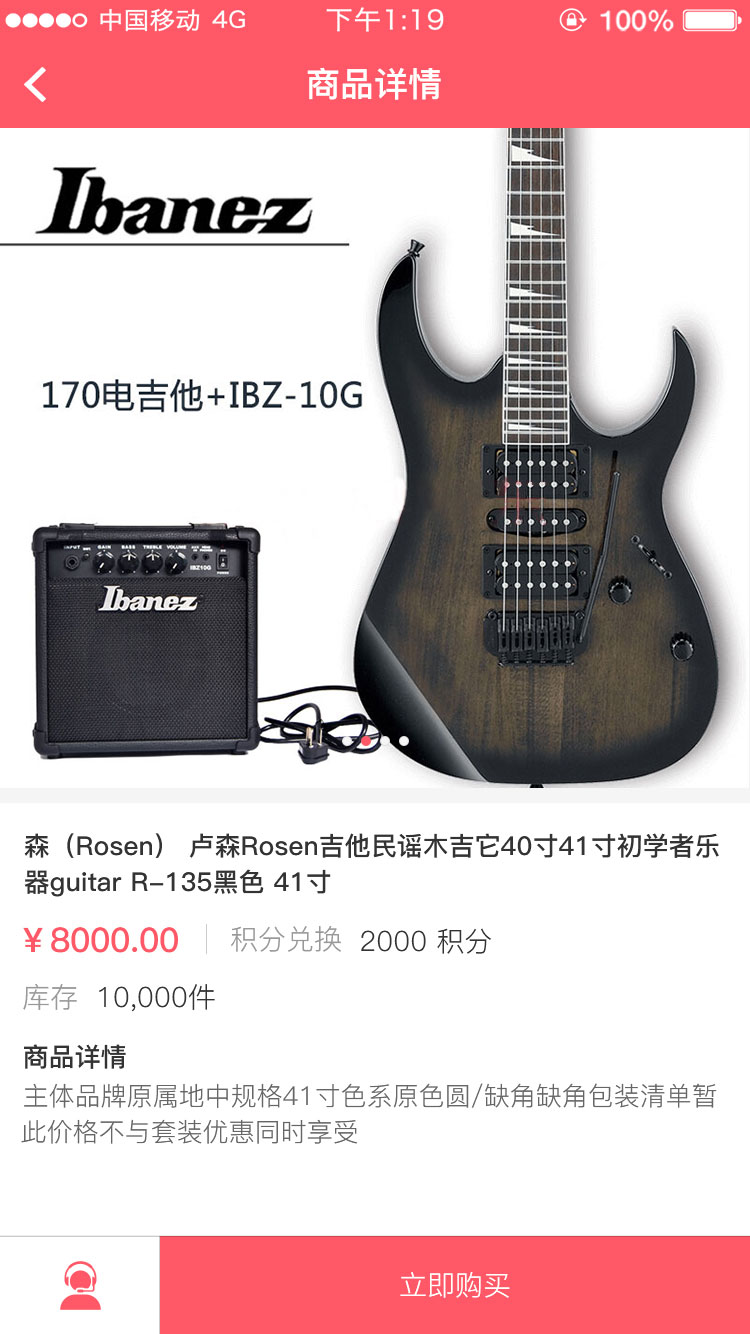 中国移动 4G 下午1:19 100%
商品详情
Ibanez
170电吉他+IBZ-10G
INPUT GAIN BASS TREBLE VOLUME
IBZ10G
Ibanez
森（Rosen） 卢森Rosen吉他民谣木吉它40寸41寸初学者乐
器guitar R-135黑色 41寸
¥8000.00 积分兑换 2000 积分
库存 10,000件
商品详情
主体品牌原属地中规格41寸色系原色圆/缺角缺角包装清单暂
此价格不与套装优惠同时享受
立即购买